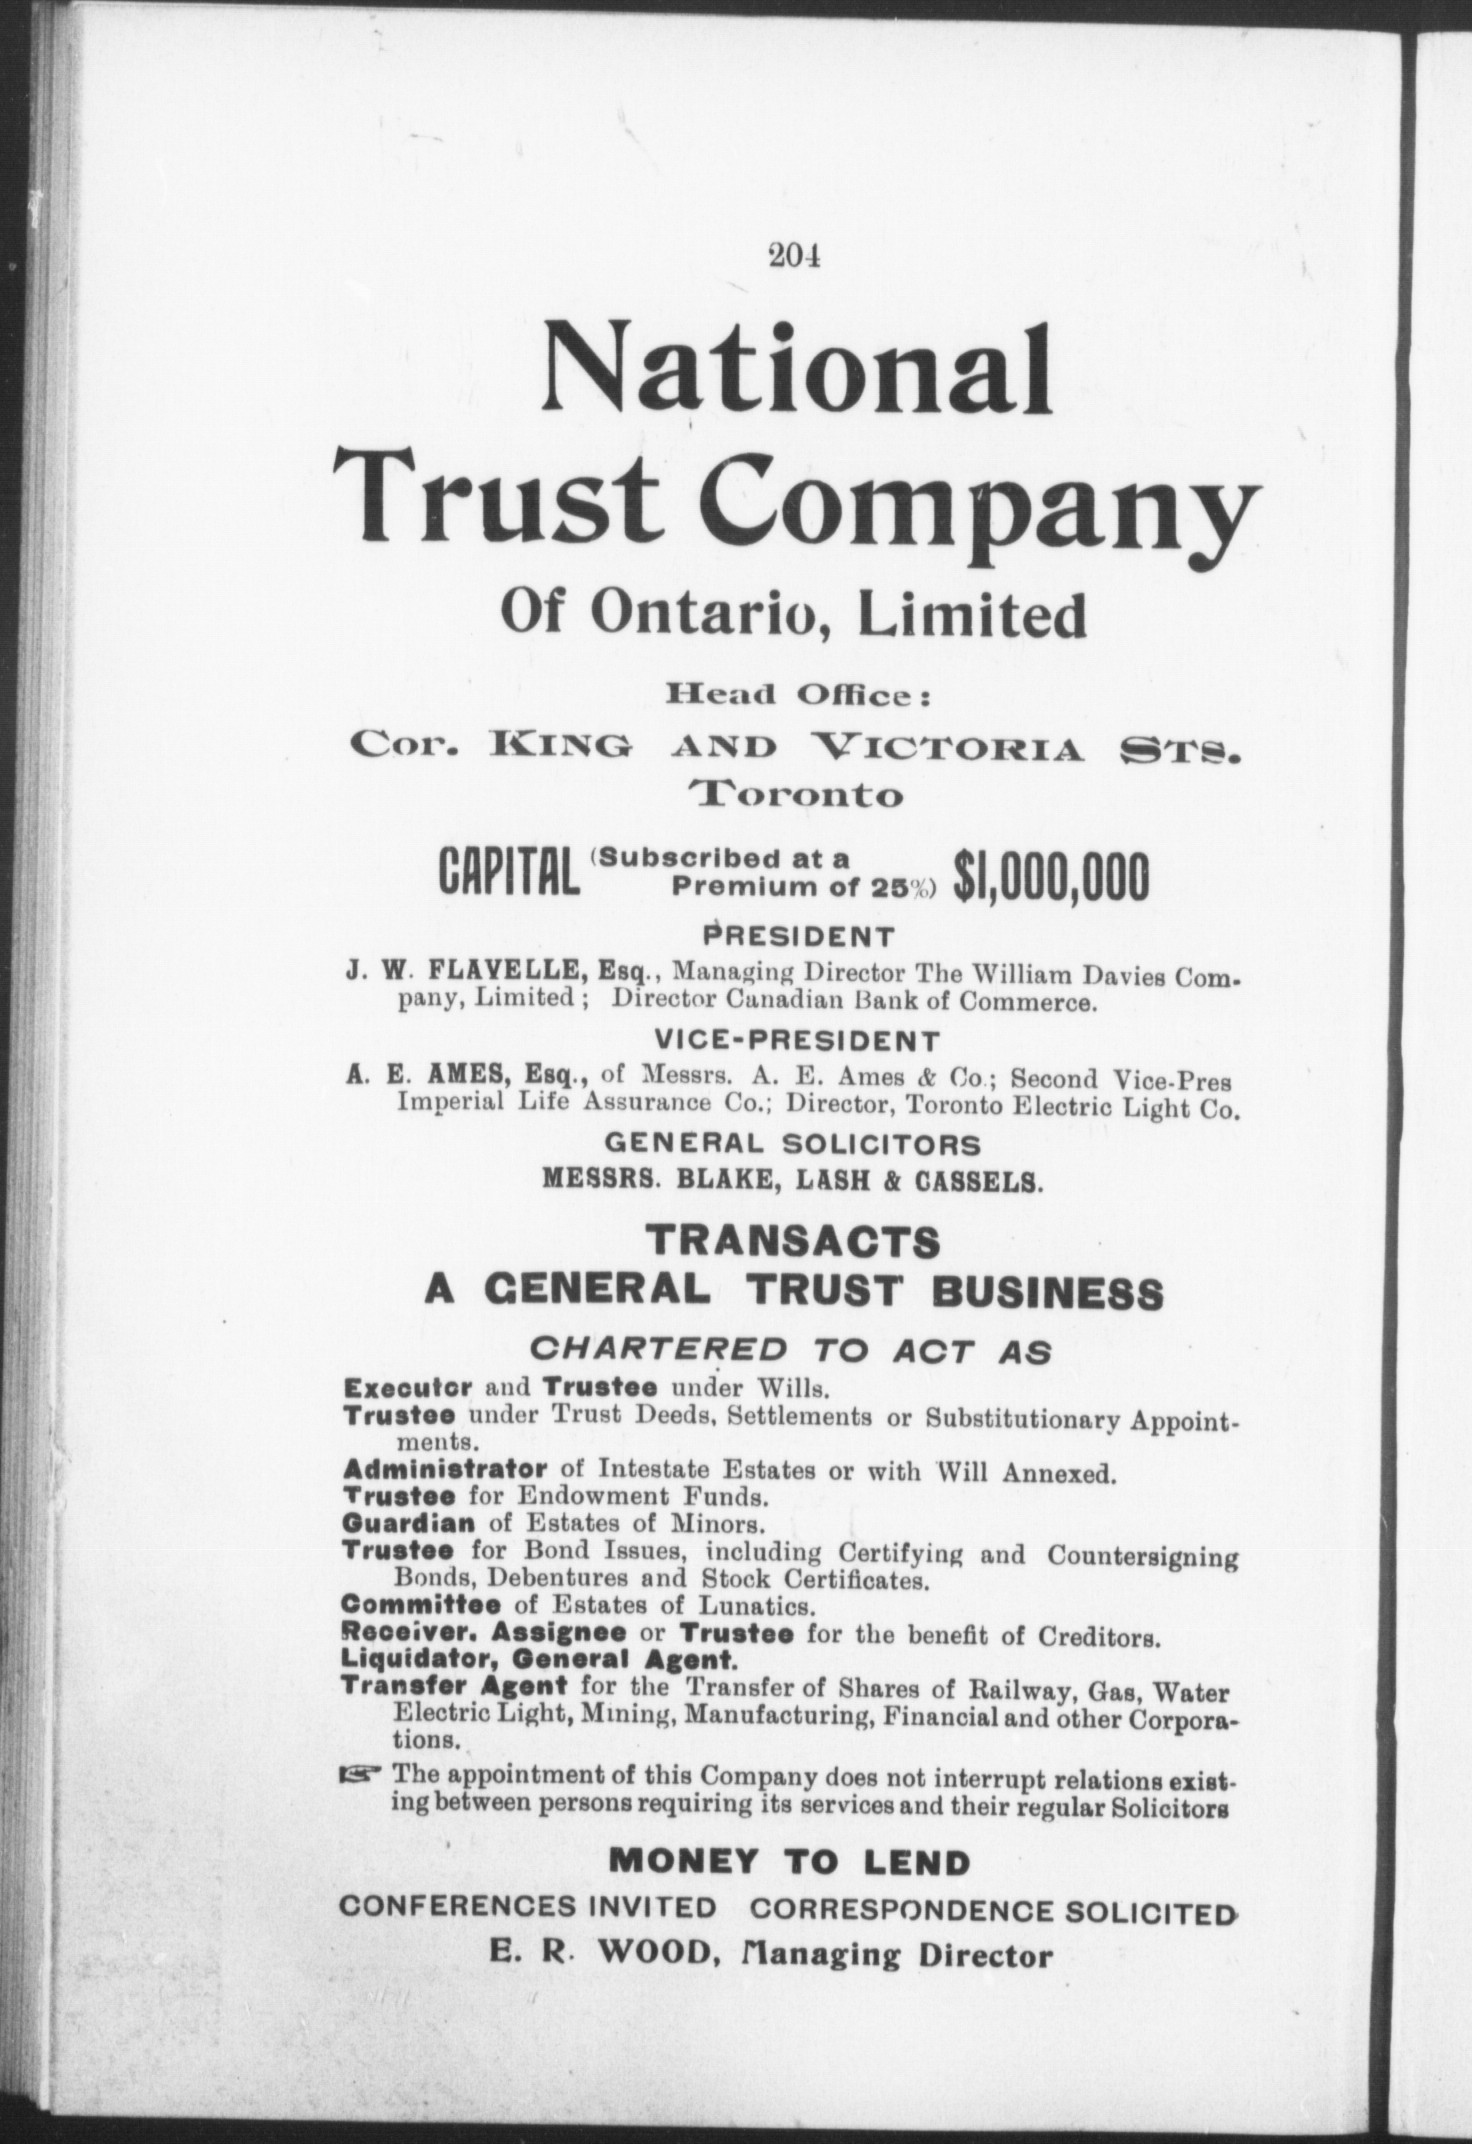 204
National
Trust Company
Of Ontario, Limited
Head Office:
Cor. KING AND VICTORIA STS.
Toronto
CAPITAL (Subscribed at a Premium of 25%) $1,000,000
PRESIDENT
J. W. FLAVELLE, Esq., Managing Director The William Davies Com-
pany, Limited ; Director Canadian Bank of Commerce.
VICE-PRESIDENT
A. E. AMES, Esq., of Messrs. A. E. Ames & Co.; Second Vice-Pres
Imperial Life Assurance Co.; Director, Toronto Electric Light Co.
GENERAL SOLICITORS
MESSRS. BLAKE, LASH & CASSELS.
TRANSACTS
A GENERAL TRUST BUSINESS
CHARTERED TO ACT AS
Executor and Trustee under Wills.
Trustee under Trust Deeds, Settlements or Substitutionary Appoint-
ments.
Administrator of Intestate Estates or with Will Annexed.
Trustee for Endowment Funds.
Guardian of Estates of Minors.
Trustee for Bond Issues, including Certifying and Countersigning
Bonds, Debentures and Stock Certificates.
Committee of Estates of Lunatics.
Receiver. Assignee or Trustee for the benefit of Creditors.
Liquidator, General Agent.
Transfer Agent for the Transfer of Shares of Railway, Gas, Water
Electric Light, Mining, Manufacturing, Financial and other Corpora-
tions.
☞ The appointment of this Company does not interrupt relations exist-
ing between persons requiring its services and their regular Solicitors
MONEY TO LEND
CONFERENCES INVITED CORRESPONDENCE SOLICITED
E. R. WOOD, Managing Director